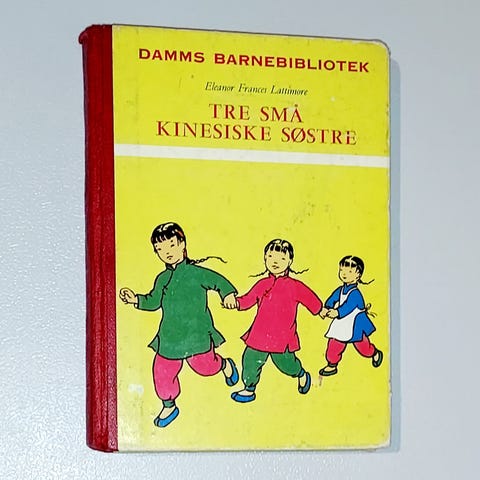 DAMMS BARNEBIBLIOTEK
Eleanor Frances Lattimore
TRE SMÅ
KINESISKE SØSTRE